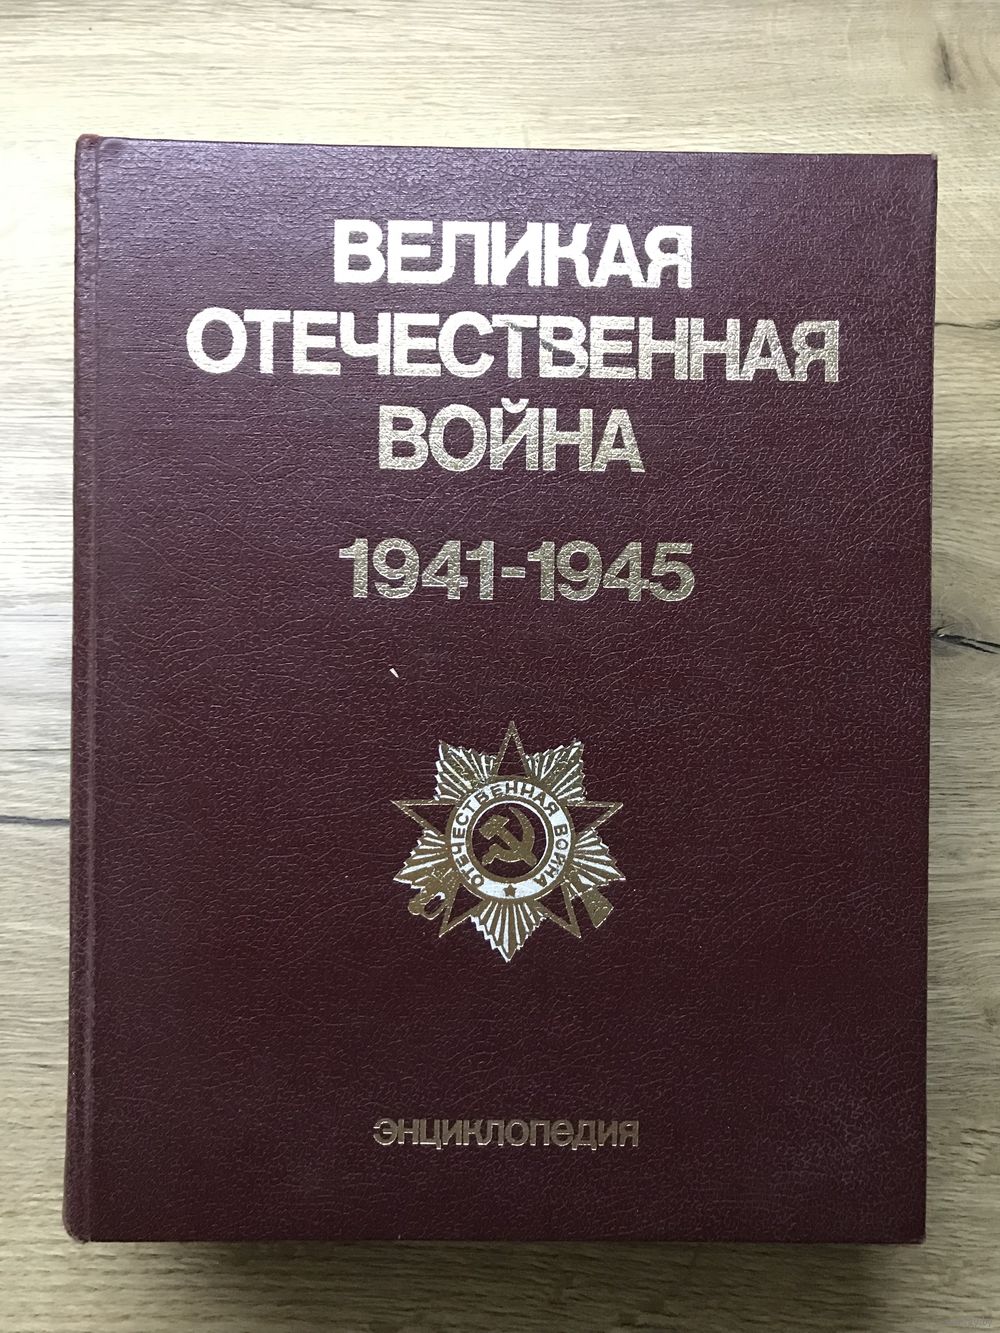 ВЕЛИКАЯ
ОТЕЧЕСТВЕННАЯ
ВОЙНА
1941-1945
ОТЕЧЕСТВЕННАЯ ВОЙНА
ЭНЦИКЛОПЕДИЯ